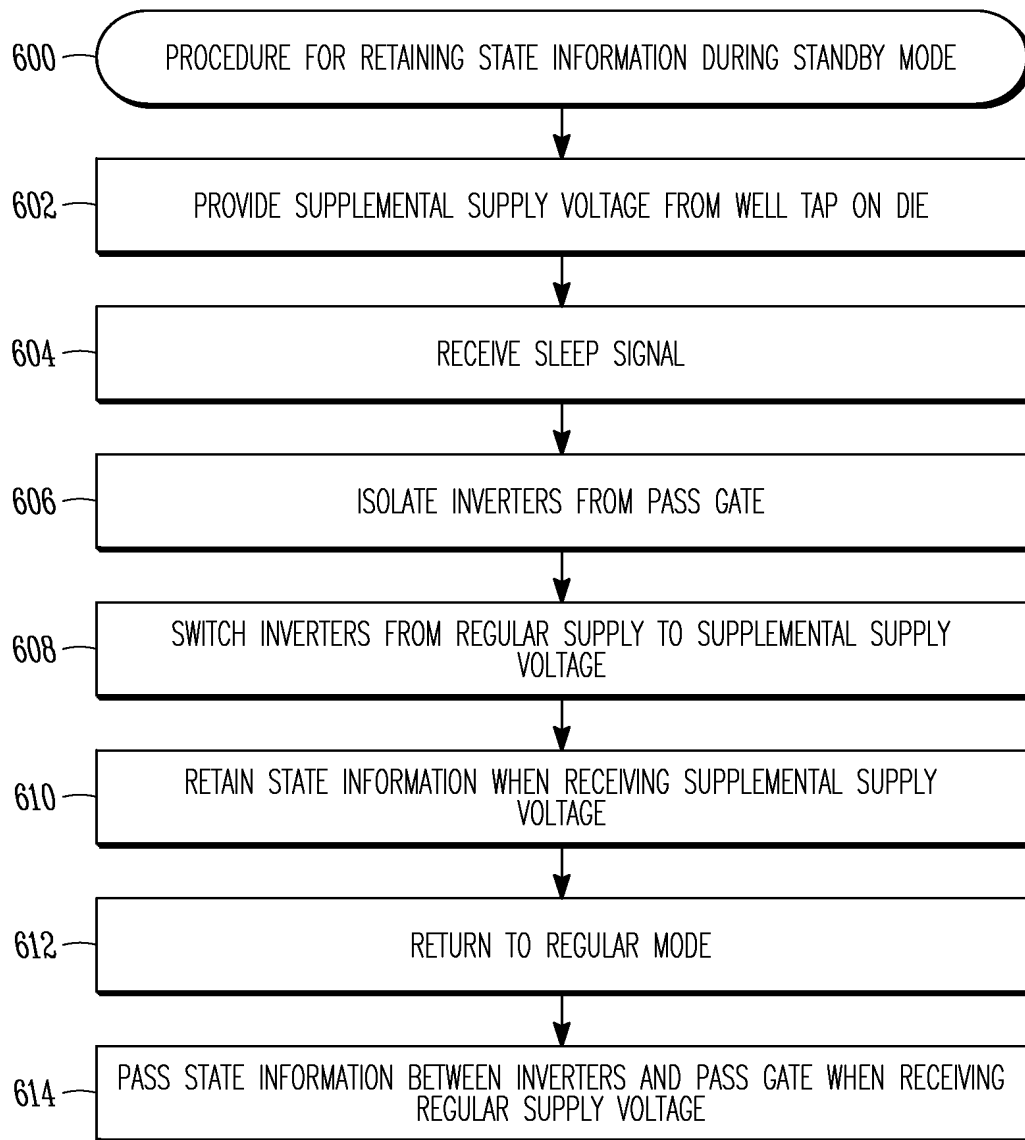 600 PROCEDURE FOR RETAINING STATE INFORMATION DURING STANDBY MODE
602 PROVIDE SUPPLEMENTAL SUPPLY VOLTAGE FROM WELL TAP ON DIE
604 RECEIVE SLEEP SIGNAL
606 ISOLATE INVERTERS FROM PASS GATE
608 SWITCH INVERTERS FROM REGULAR SUPPLY TO SUPPLEMENTAL SUPPLY
VOLTAGE
610 RETAIN STATE INFORMATION WHEN RECEIVING SUPPLEMENTAL SUPPLY
VOLTAGE
612 RETURN TO REGULAR MODE
614 PASS STATE INFORMATION BETWEEN INVERTERS AND PASS GATE WHEN RECEIVING
REGULAR SUPPLY VOLTAGE